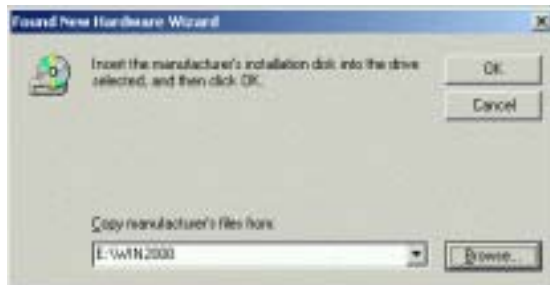 Found New Hardware Wizard
Insert the manufacturer's installation disk into the drive
selected, and then click OK.
OK
Cancel
Copy manufacturer's files from:
E:\WIN2000
Browse...